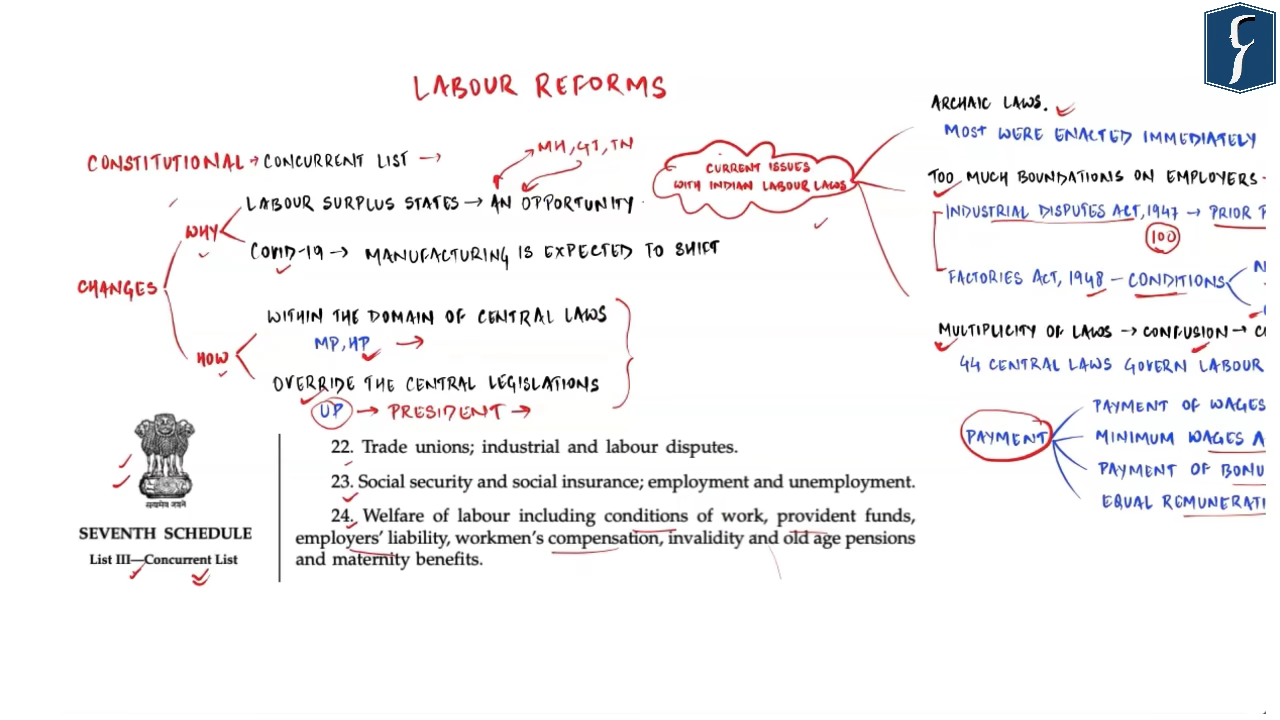 LABOUR REFORMS
CONSTITUTIONAL → CONCURRENT LIST →
MH, GJ, TN
CHANGES
WHY
LABOUR SURPLUS STATES → AN OPPORTUNITY
COVID-19 → MANUFACTURING IS EXPECTED TO SHIFT
HOW
WITHIN THE DOMAIN OF CENTRAL LAWS
MP, HP →
OVERRIDE THE CENTRAL LEGISLATIONS
UP → PRESIDENT →
सत्यमेव जयते
SEVENTH SCHEDULE
List III—Concurrent List
22. Trade unions; industrial and labour disputes.
23. Social security and social insurance; employment and unemployment.
24. Welfare of labour including conditions of work, provident funds,
employers' liability, workmen's compensation, invalidity and old age pensions
and maternity benefits.
CURRENT ISSUES
WITH INDIAN LABOUR LAWS
ARCHAIC LAWS.
MOST WERE ENACTED IMMEDIATELY
TOO MUCH BOUNDATIONS ON EMPLOYERS.
INDUSTRIAL DISPUTES ACT, 1947 → PRIOR
100
FACTORIES ACT, 1948 – CONDITIONS
MULTIPLICITY OF LAWS → CONFUSION →
44 CENTRAL LAWS GOVERN LABOUR
PAYMENT
PAYMENT OF WAGES
MINIMUM WAGES A
PAYMENT OF BONU
EQUAL REMUNERATI